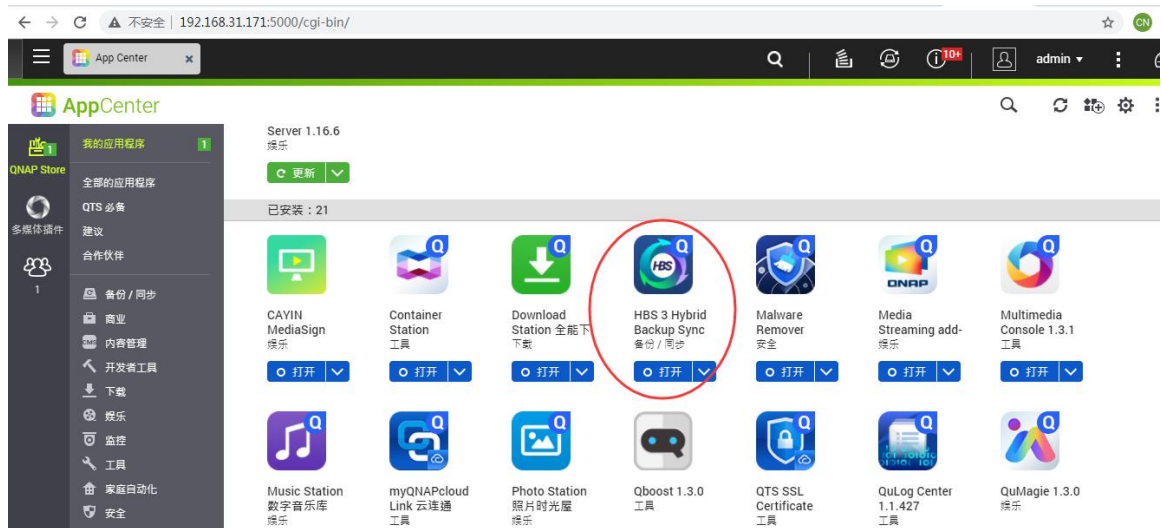 不安全 | 192.168.31.171:5000/cgi-bin/
CN
App Center
10+
admin
AppCenter
1
QNAP Store
多媒体插件
1
我的应用程序 1
全部的应用程序
QTS 必备
建议
合作伙伴
备份 / 同步
商业
内容管理
开发者工具
下载
娱乐
监控
工具
家庭自动化
安全
Server 1.16.6
娱乐
更新
已安装：21
CAYIN
MediaSign
娱乐
打开
Container
Station
工具
打开
Download
Station 全能下
下载
打开
HBS
HBS 3 Hybrid
Backup Sync
备份 / 同步
打开
Malware
Remover
安全
打开
QNAP
Media
Streaming add-
娱乐
打开
Multimedia
Console 1.3.1
工具
打开
Music Station
数字音乐库
娱乐
myQNAPcloud
Link 云连通
工具
Photo Station
照片时光屋
娱乐
Qboost 1.3.0
工具
QTS SSL
Certificate
工具
QuLog Center
1.1.427
工具
QuMagie 1.3.0
娱乐